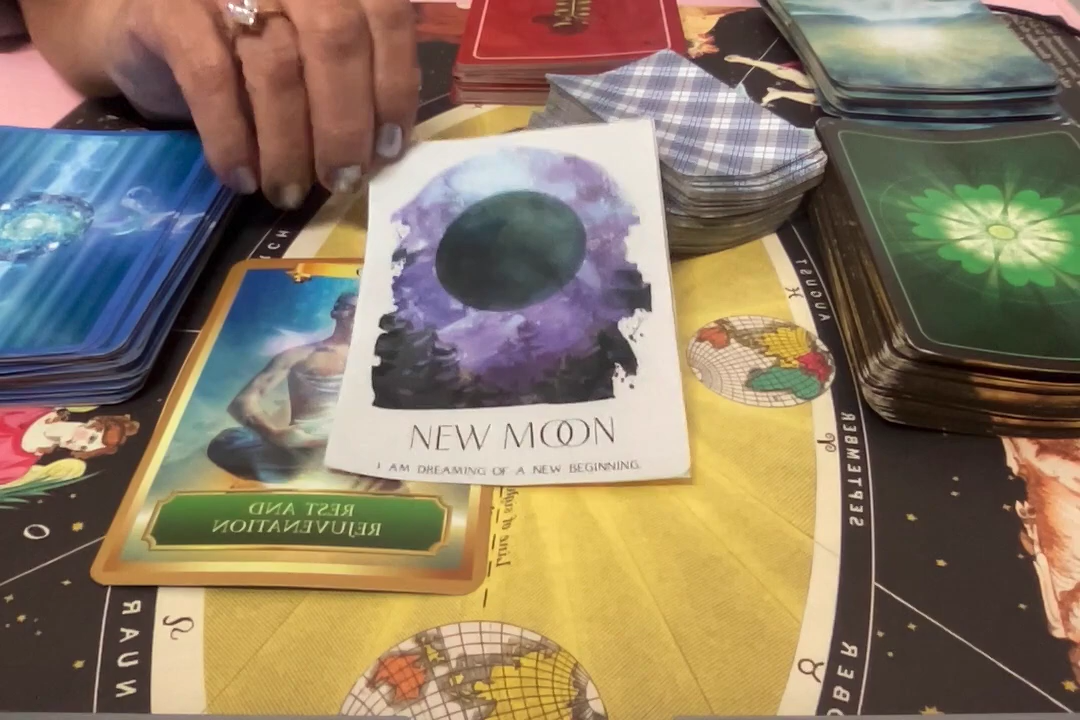 NEW MOON
I AM DREAMING OF A NEW BEGINNING.
REST AND
REJUVENATION
AUGUST
SEPTEMBER